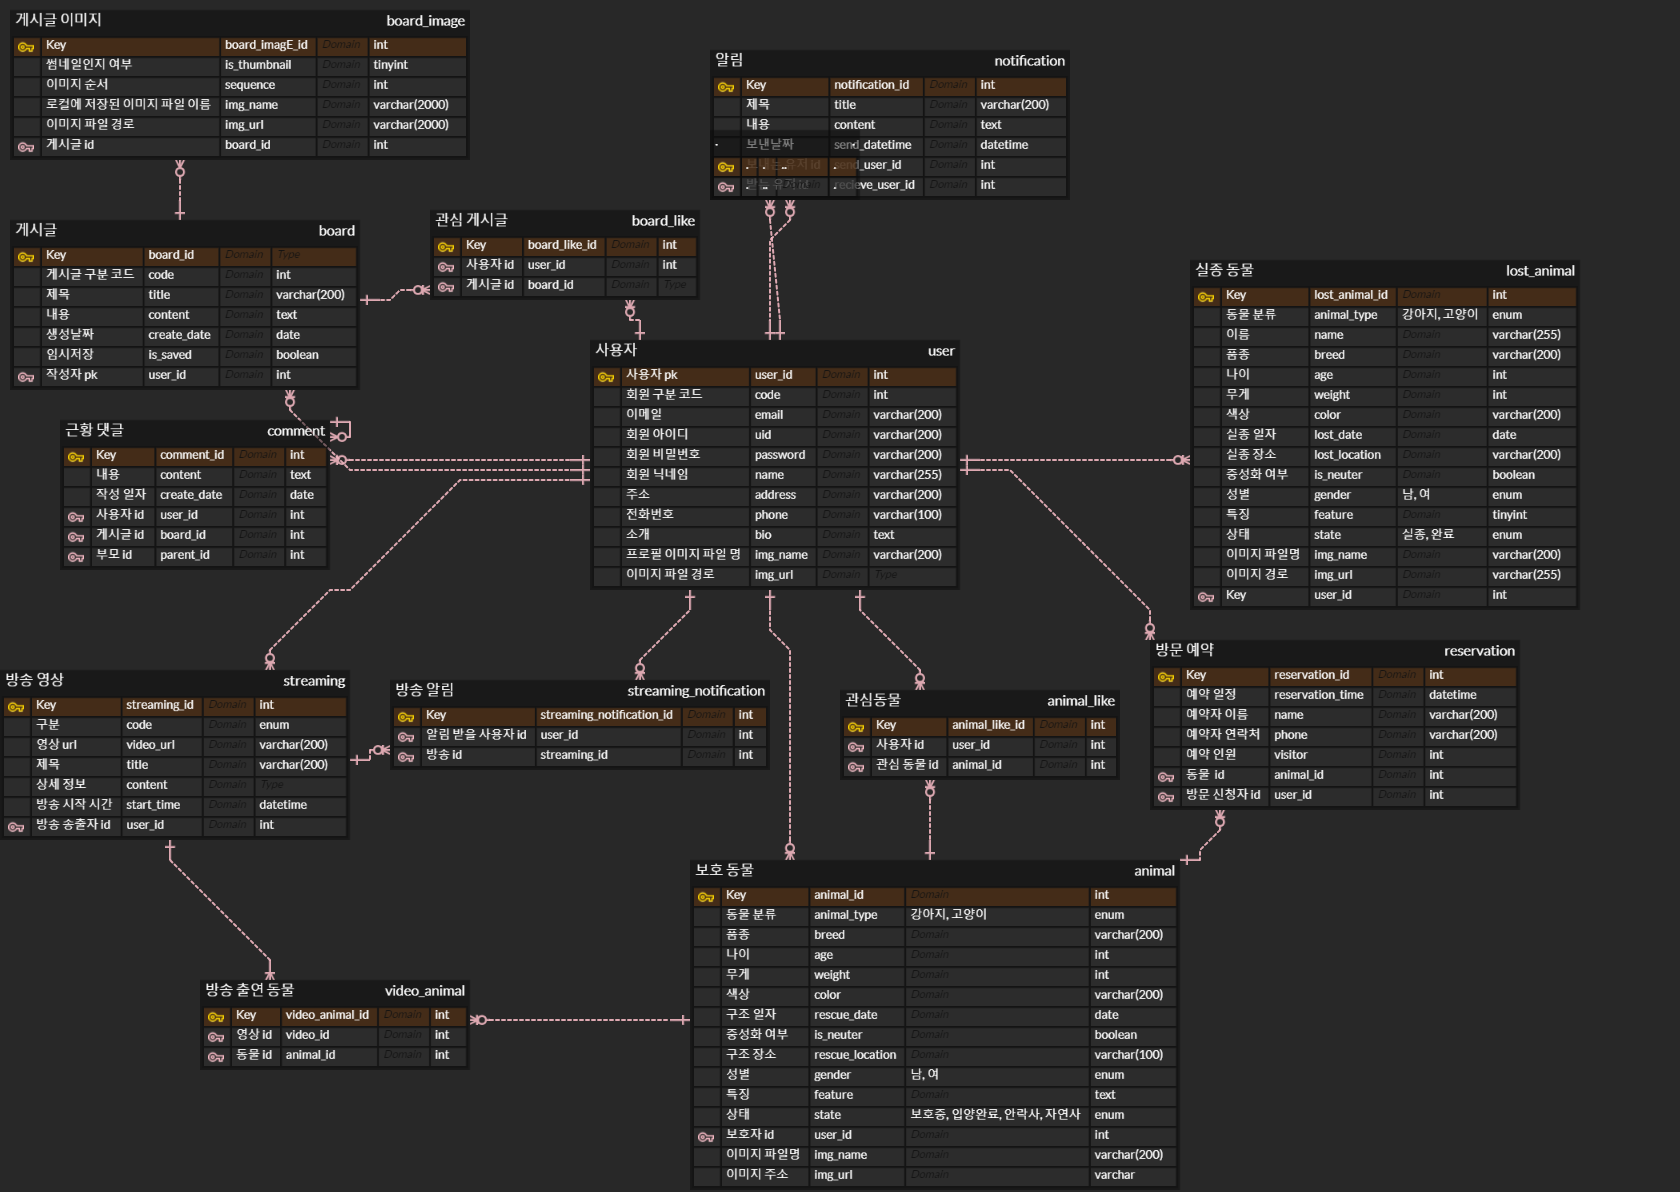 게시글 이미지 board_image
Key board_imagE_id Domain int
썸네일인지 여부 is_thumbnail Domain tinyint
이미지 순서 sequence Domain int
로컬에 저장된 이미지 파일 이름 img_name Domain varchar(2000)
이미지 파일 경로 img_url Domain varchar(2000)
게시글 id board_id Domain int
알림 notification
Key notification_id Domain int
제목 title Domain varchar(200)
내용 content Domain text
보낸날짜 send_datetime Domain datetime
send_user_id Domain int
recieve_user_id Domain int
게시글 board
Key board_id Domain Type
게시글 구분 코드 code Domain int
제목 title Domain varchar(200)
내용 content Domain text
생성날짜 create_date Domain date
임시저장 is_saved Domain boolean
작성자 pk user_id Domain int
관심 게시글 board_like
Key board_like_id Domain int
사용자 id user_id Domain int
게시글 id board_id Domain Type
실종 동물 lost_animal
Key lost_animal_id Domain int
동물 분류 animal_type 강아지, 고양이 enum
이름 name Domain varchar(255)
품종 breed Domain varchar(200)
나이 age Domain int
무게 weight Domain int
색상 color Domain varchar(200)
실종 일자 lost_date Domain date
실종 장소 lost_location Domain varchar(200)
중성화 여부 is_neuter Domain boolean
성별 gender 남, 여 enum
특징 feature Domain tinyint
상태 state 실종, 완료 enum
이미지 파일명 img_name Domain varchar(200)
이미지 경로 img_url Domain varchar(255)
Key user_id Domain int
사용자 user
사용자 pk user_id Domain int
회원 구분 코드 code Domain int
이메일 email Domain varchar(200)
회원 아이디 uid Domain varchar(200)
회원 비밀번호 password Domain varchar(200)
회원 닉네임 name Domain varchar(255)
주소 address Domain varchar(200)
전화번호 phone Domain varchar(100)
소개 bio Domain text
프로필 이미지 파일 명 img_name Domain varchar(200)
이미지 파일 경로 img_url Domain Type
근황 댓글 comment
Key comment_id Domain int
내용 content Domain text
작성 일자 create_date Domain date
사용자 id user_id Domain int
게시글 id board_id Domain int
부모 id parent_id Domain int
방송 영상 streaming
Key streaming_id Domain int
구분 code Domain enum
영상 url video_url Domain varchar(200)
제목 title Domain varchar(200)
상세 정보 content Domain Type
방송 시작 시간 start_time Domain datetime
방송 송출자 id user_id Domain int
방송 알림 streaming_notification
Key streaming_notification_id Domain int
알림 받을 사용자 id user_id Domain int
방송 id streaming_id Domain int
관심동물 animal_like
Key animal_like_id Domain int
사용자 id user_id Domain int
관심 동물 id animal_id Domain int
방문 예약 reservation
Key reservation_id Domain int
예약 일정 reservation_time Domain datetime
예약자 이름 name Domain varchar(200)
예약자 연락처 phone Domain varchar(200)
예약 인원 visitor Domain int
동물 id animal_id Domain int
방문 신청자 id user_id Domain int
방송 출연 동물 video_animal
Key video_animal_id Domain int
영상 id video_id Domain int
동물 id animal_id Domain int
보호 동물 animal
Key animal_id Domain int
동물 분류 animal_type 강아지, 고양이 enum
품종 breed Domain varchar(200)
나이 age Domain int
무게 weight Domain int
색상 color Domain varchar(200)
구조 일자 rescue_date Domain date
중성화 여부 is_neuter Domain boolean
구조 장소 rescue_location Domain varchar(100)
성별 gender 남, 여 enum
특징 feature Domain text
상태 state 보호중, 입양완료, 안락사, 자연사 enum
보호자 id user_id Domain int
이미지 파일명 img_name Domain varchar(200)
이미지 주소 img_url Domain varchar